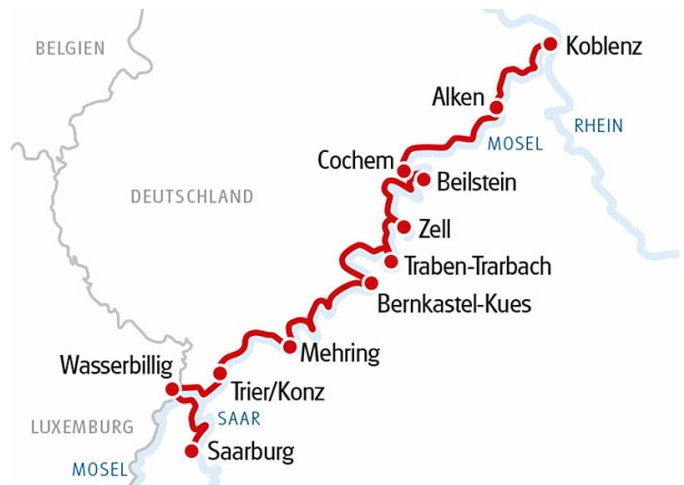 BELGIEN
Koblenz
Alken
RHEIN
MOSEL
Cochem
Beilstein
DEUTSCHLAND
Zell
Traben-Trarbach
Bernkastel-Kues
Mehring
Wasserbillig
Trier/Konz
SAAR
LUXEMBURG
Saarburg
MOSEL